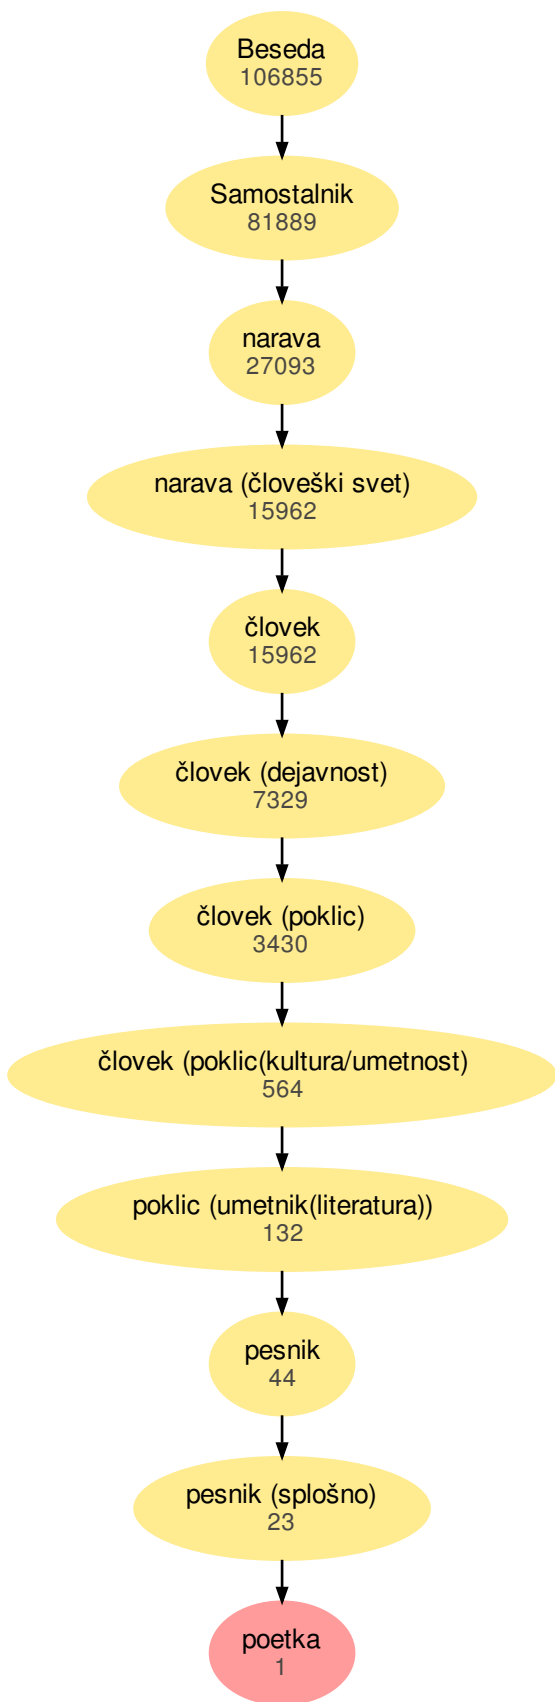 Beseda
106855
Samostalnik
81889
narava
27093
narava (človeški svet)
15962
človek
15962
človek (dejavnost)
7329
človek (poklic)
3430
človek (poklic(kultura/umetnost)
564
poklic (umetnik(literatura))
132
pesnik
44
pesnik (splošno)
23
poetka
1